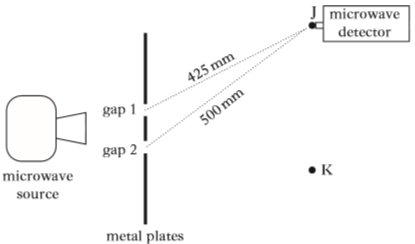 J
microwave
detector
425 mm
500 mm
gap 1
gap 2
microwave
source
K
metal plates